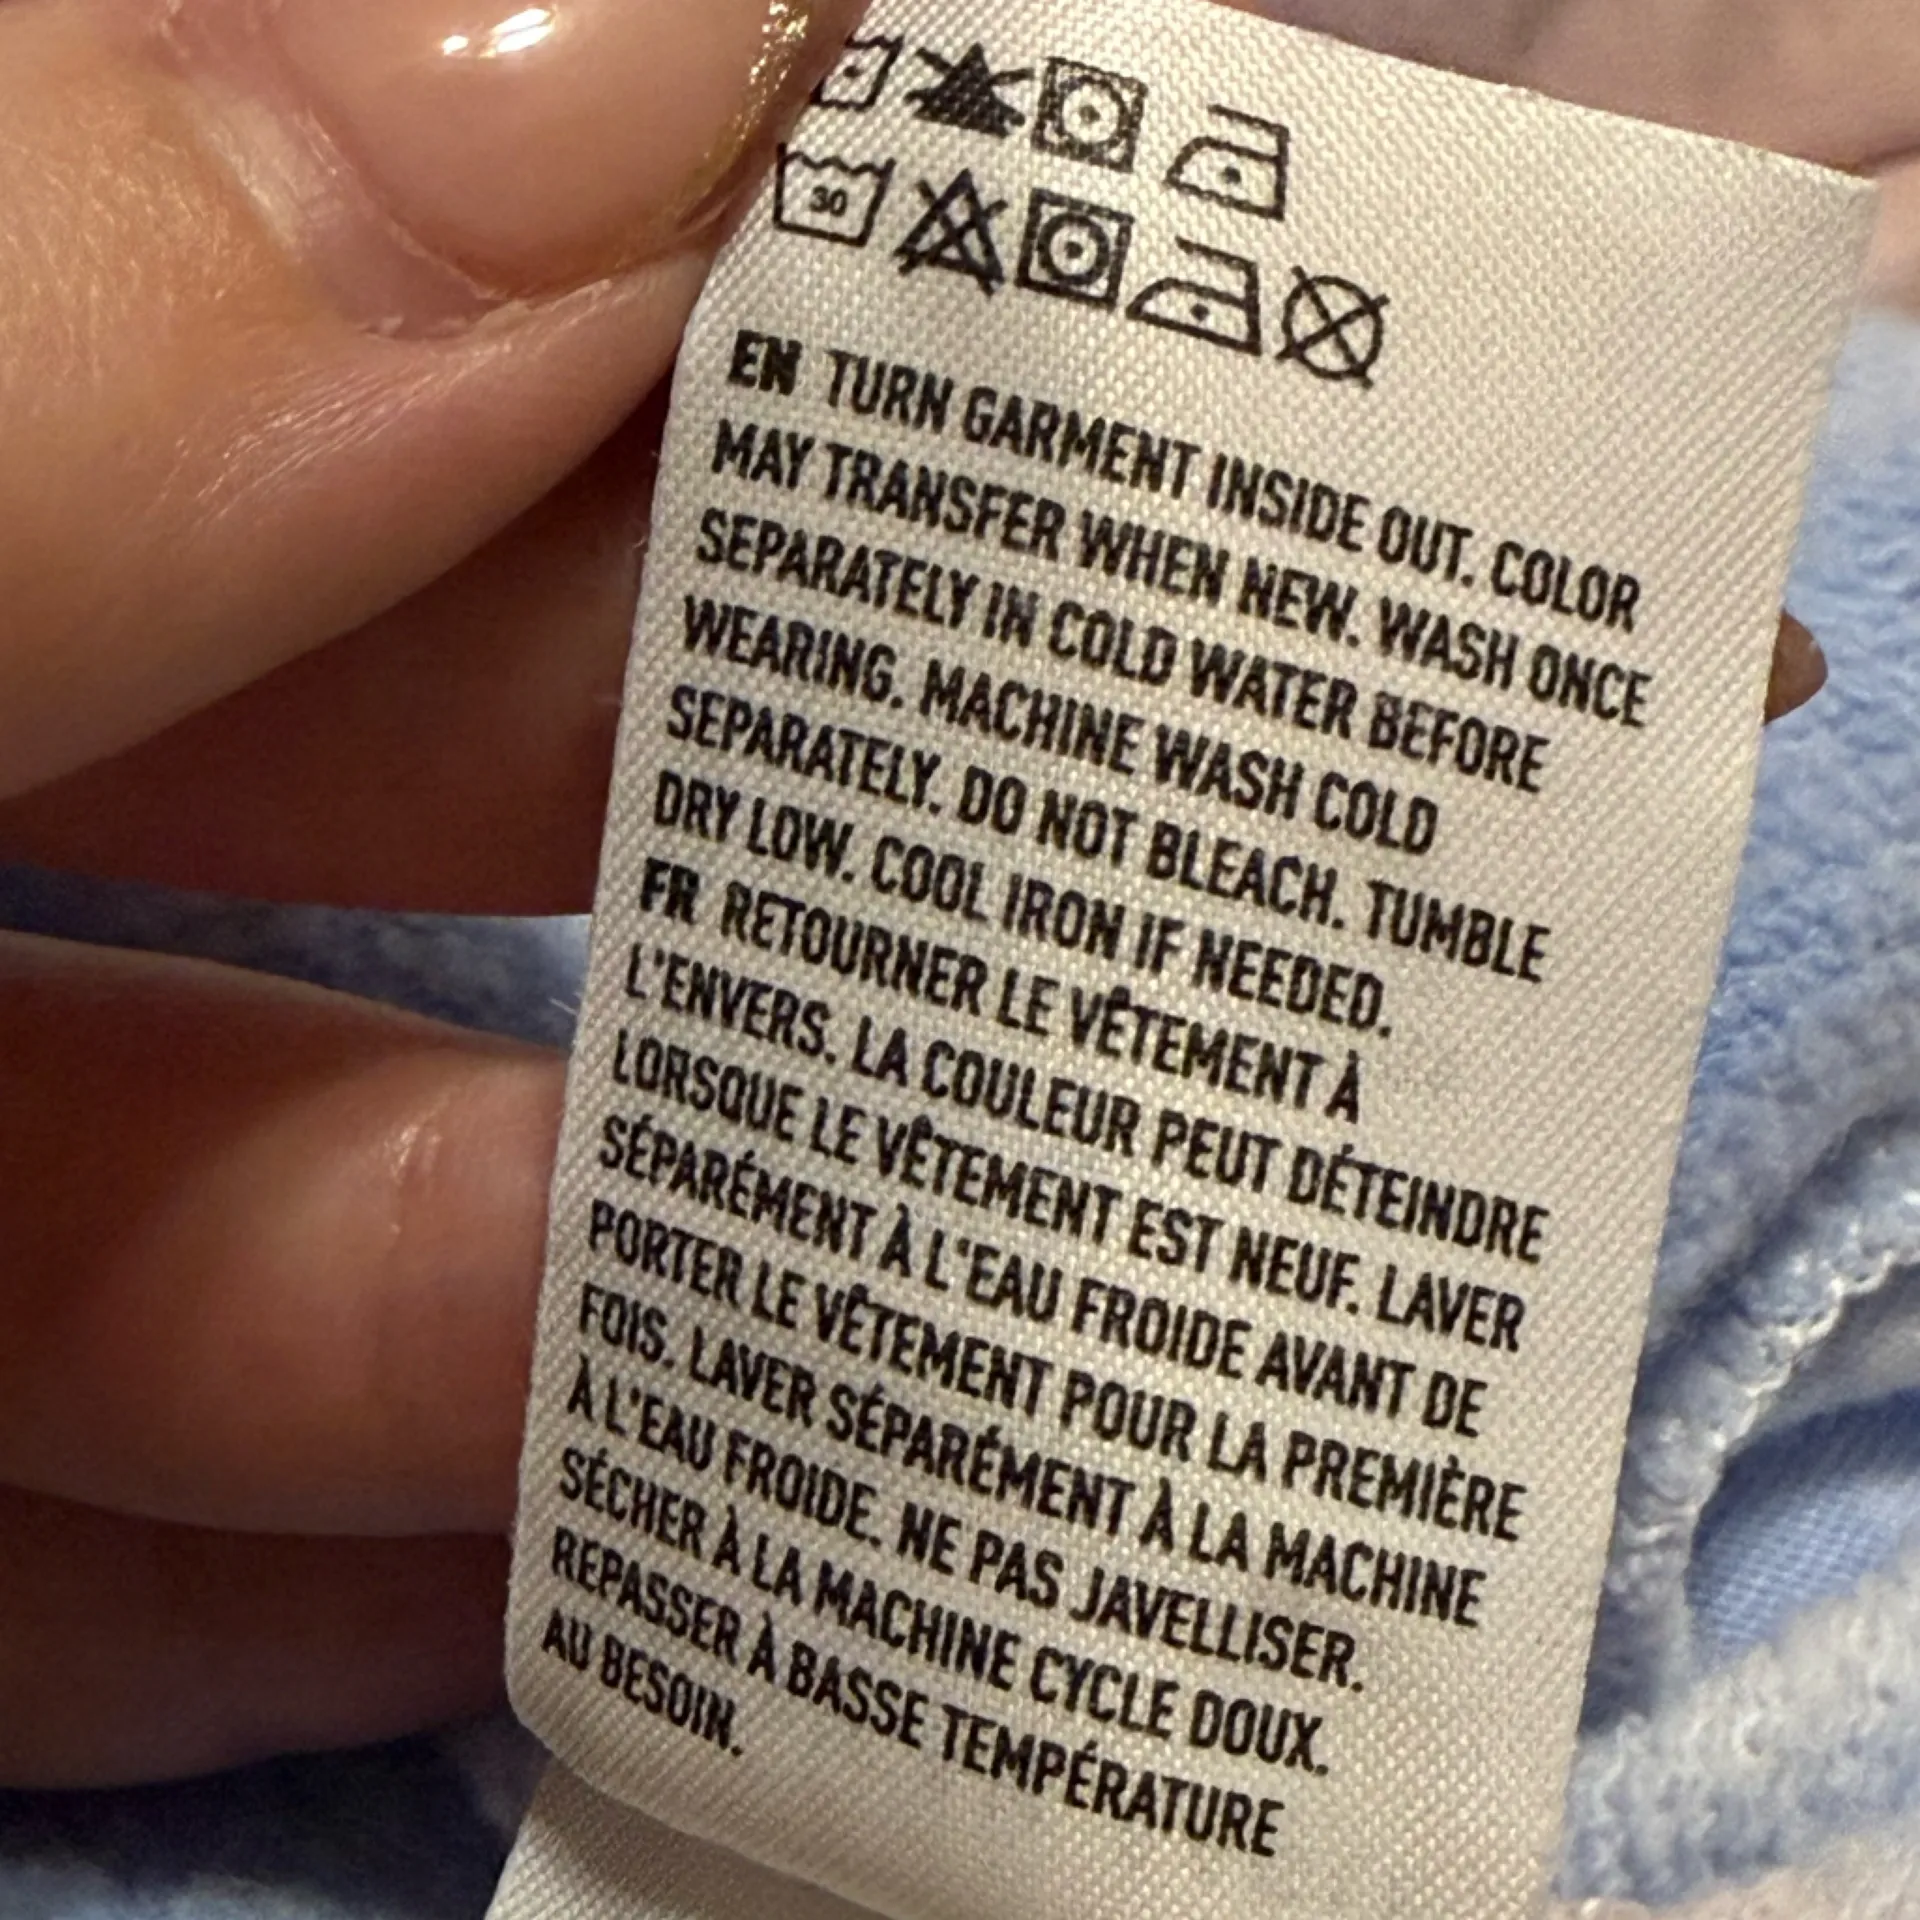 30
EN TURN GARMENT INSIDE OUT. COLOR
MAY TRANSFER WHEN NEW. WASH ONCE
SEPARATELY IN COLD WATER BEFORE
WEARING. MACHINE WASH COLD
SEPARATELY. DO NOT BLEACH. TUMBLE
DRY LOW. COOL IRON IF NEEDED.
FR RETOURNER LE VÊTEMENT À
L'ENVERS. LA COULEUR PEUT DÉTEINDRE
LORSQUE LE VÊTEMENT EST NEUF. LAVER
SÉPARÉMENT À L'EAU FROIDE AVANT DE
PORTER LE VÊTEMENT POUR LA PREMIÈRE
FOIS. LAVER SÉPARÉMENT À LA MACHINE
À L'EAU FROIDE. NE PAS JAVELLISER.
SÉCHER À LA MACHINE CYCLE DOUX.
REPASSER À BASSE TEMPÉRATURE
AU BESOIN.